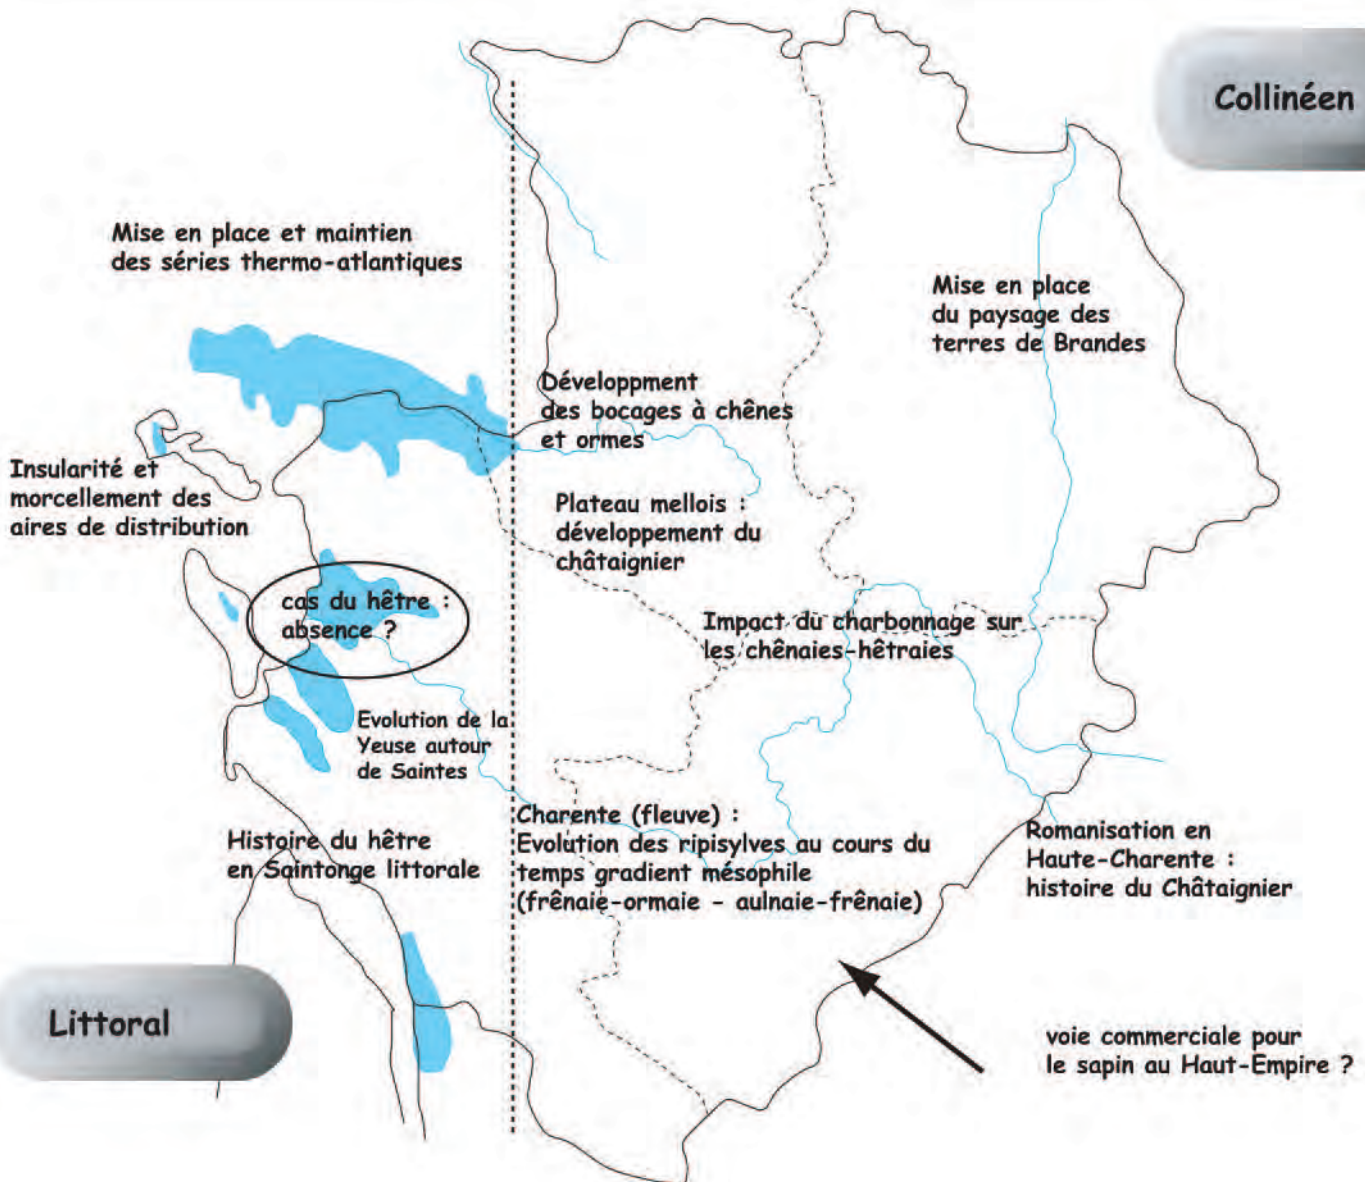 Collinéen
Mise en place et maintien
des séries thermo-atlantiques
Mise en place
du paysage des
terres de Brandes
Développment
des bocages à chênes
et ormes
Insularité et
morcellement des
aires de distribution
Plateau mellois :
développement du
châtaignier
cas du hêtre :
absence ?
Impact du charbonnage sur
les chênaies-hêtraies
Evolution de la
Yeuse autour
de Saintes
Charente (fleuve) :
Evolution des ripisylves au cours du
temps gradient mésophile
(frênaie-ormaie - aulnaie-frênaie)
Histoire du hêtre
en Saintonge littorale
Romanisation en
Haute-Charente :
histoire du Châtaignier
Littoral
voie commerciale pour
le sapin au Haut-Empire ?